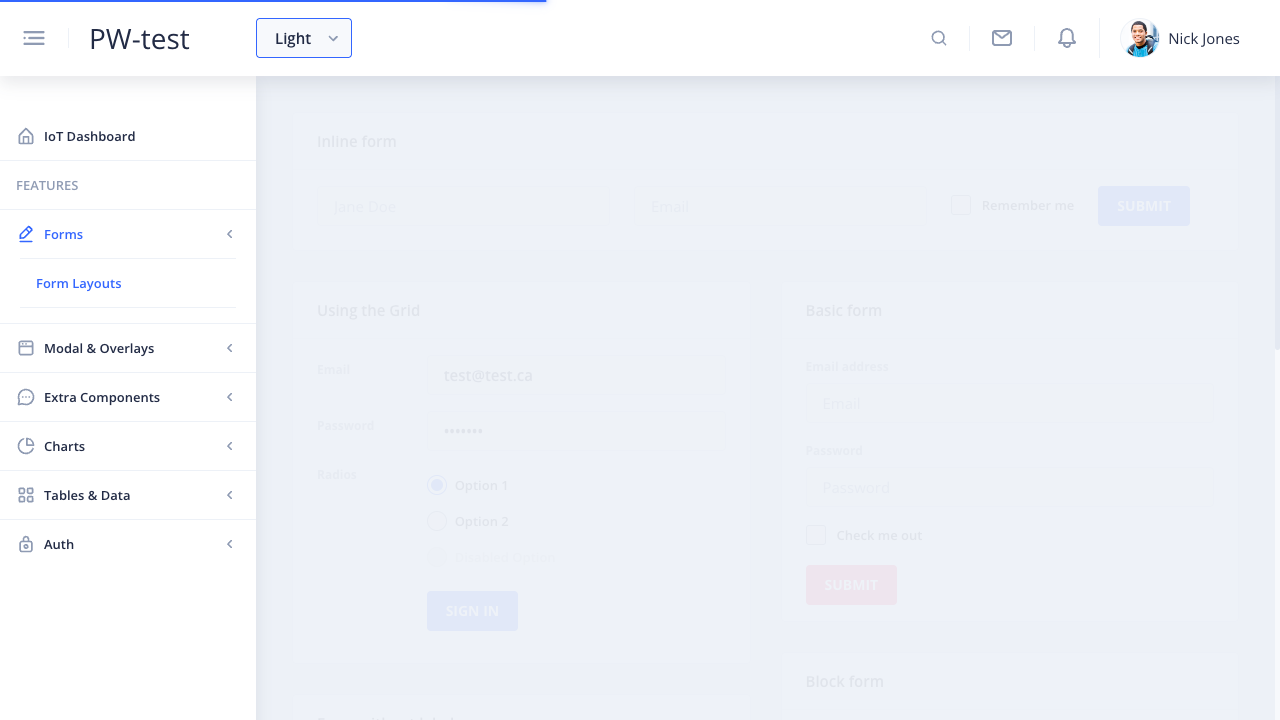 PW-test
Light
Nick Jones
IoT Dashboard
FEATURES
Forms
Form Layouts
Modal & Overlays
Extra Components
Charts
Tables & Data
Auth
Inline form
Jane Doe
Email
Remember me
SUBMIT
Using the Grid
Email
test@test.ca
Password
•••••••
Radios
Option 1
Option 2
Disabled Option
SIGN IN
Basic form
Email address
Email
Password
Password
Check me out
SUBMIT
Block form